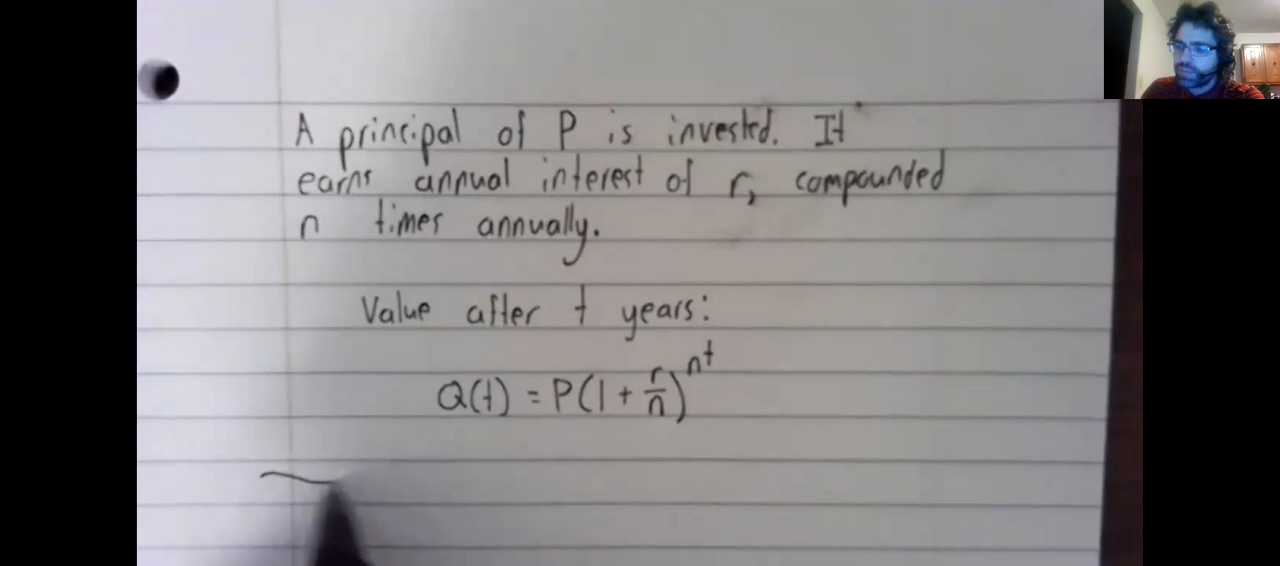 A principal of P is invested. It
earns annual interest of r, compounded
n times annually.
Value after t years:
Q(t) = P(1 + r/n)^nt